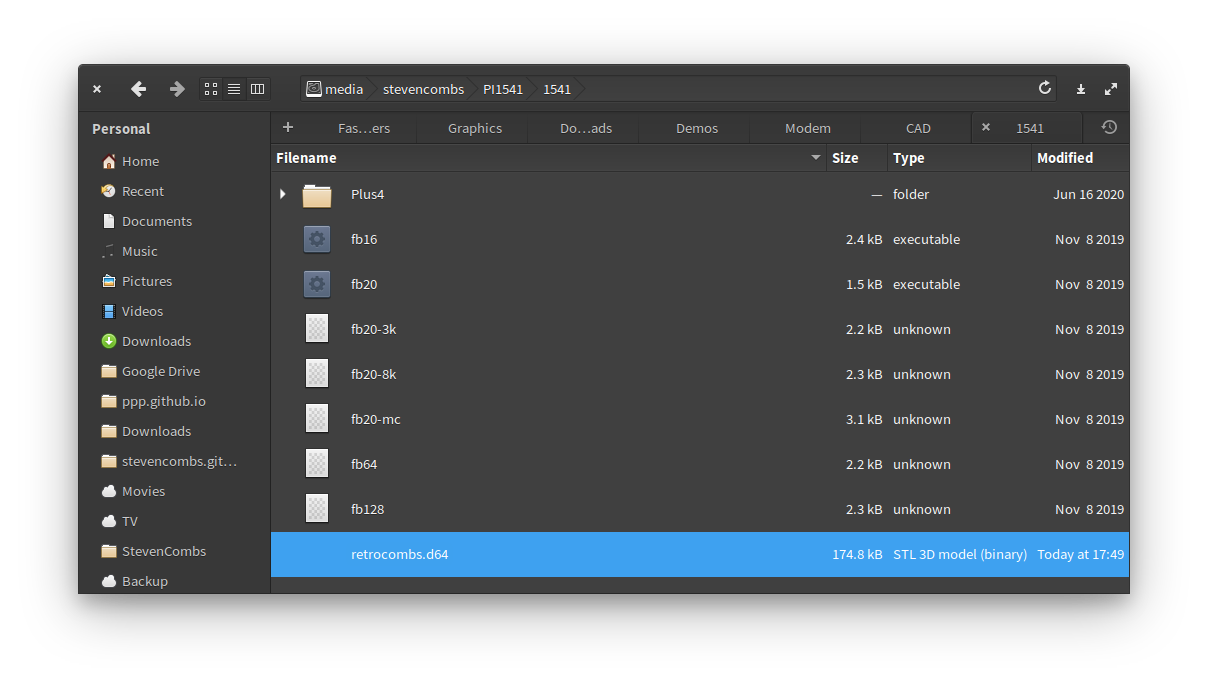 media stevencombs PI1541 1541
Personal
Home
Recent
Documents
Music
Pictures
Videos
Downloads
Google Drive
ppp.github.io
Downloads
stevencombs.git...
Movies
TV
StevenCombs
Backup
+ Fas...ers Graphics Do...ads Demos Modem CAD × 1541
Filename Size Type Modified
Plus4 — folder Jun 16 2020
fb16 2.4 kB executable Nov 8 2019
fb20 1.5 kB executable Nov 8 2019
fb20-3k 2.2 kB unknown Nov 8 2019
fb20-8k 2.3 kB unknown Nov 8 2019
fb20-mc 3.1 kB unknown Nov 8 2019
fb64 2.2 kB unknown Nov 8 2019
fb128 2.3 kB unknown Nov 8 2019
retrocombs.d64 174.8 kB STL 3D model (binary) Today at 17:49